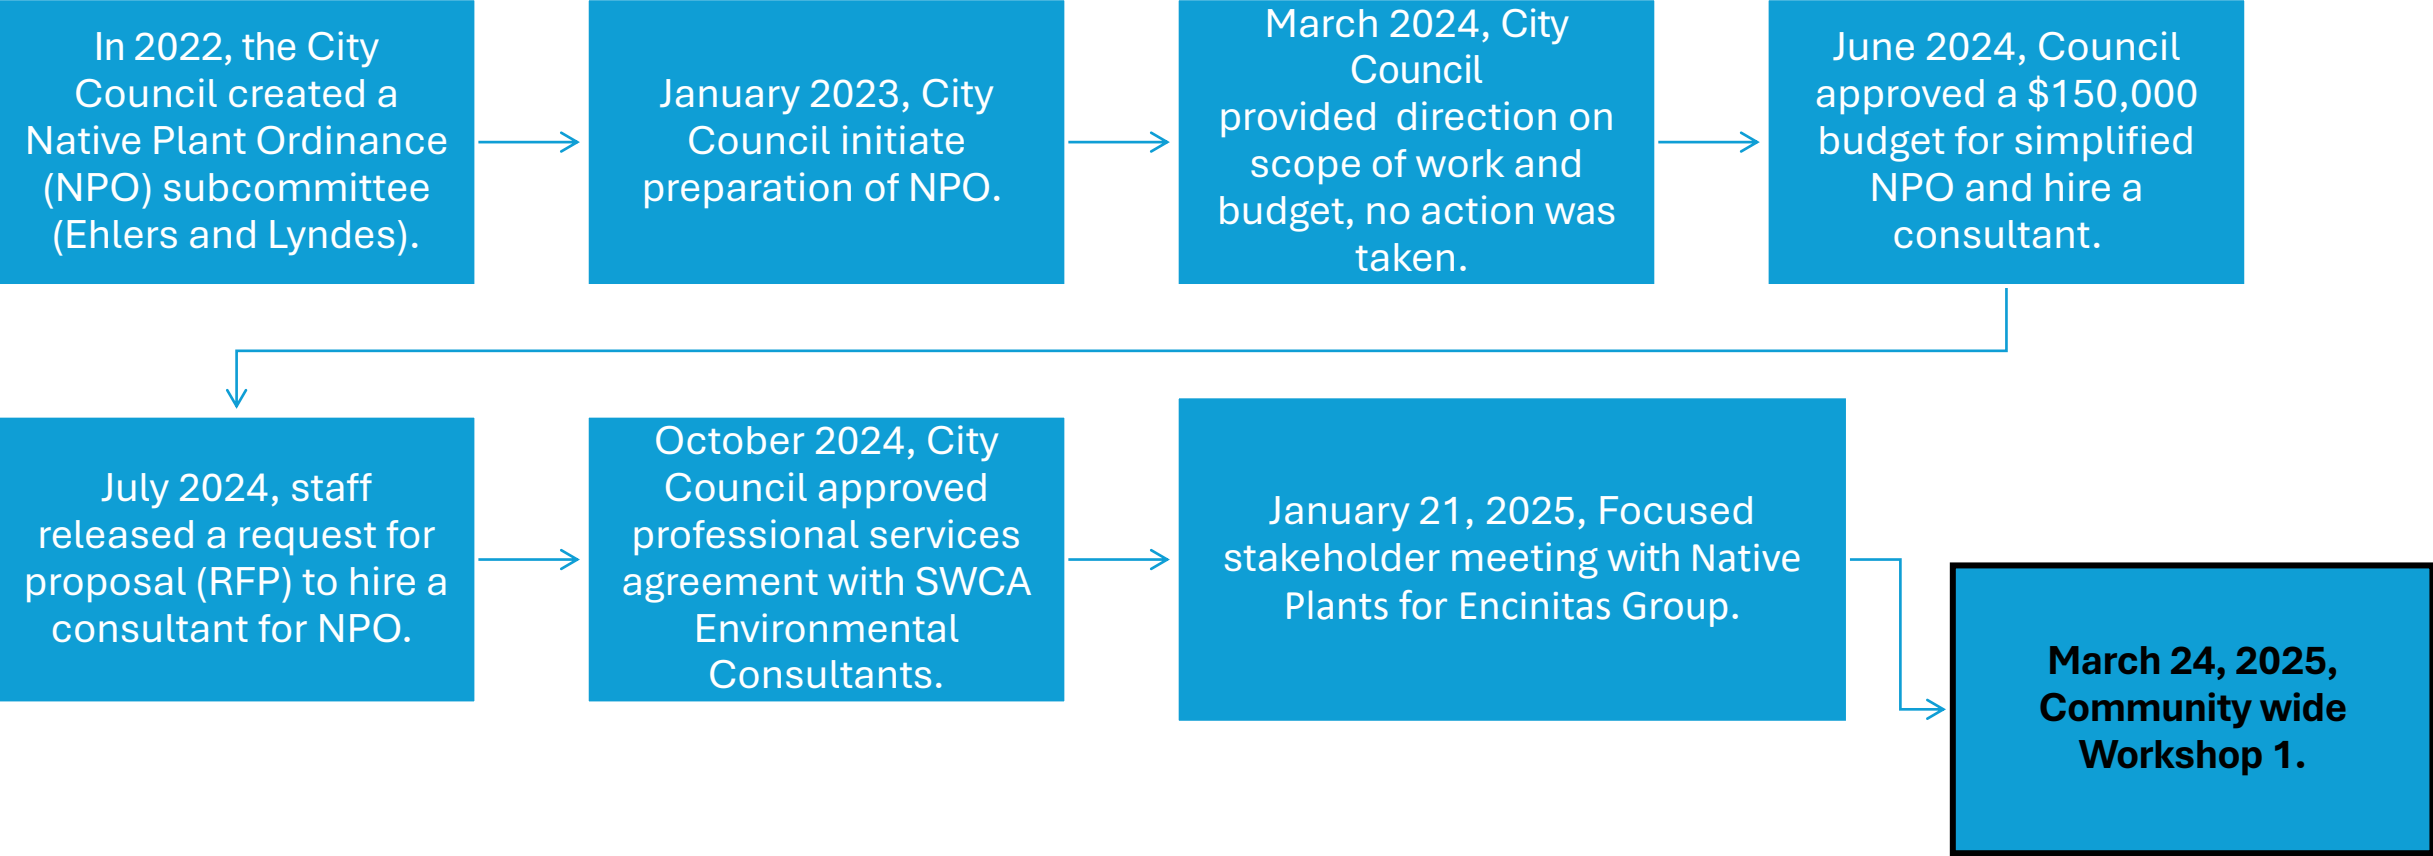 In 2022, the City
Council created a
Native Plant Ordinance
(NPO) subcommittee
(Ehlers and Lyndes).
January 2023, City
Council initiate
preparation of NPO.
March 2024, City
Council
provided  direction on
scope of work and
budget, no action was
taken.
June 2024, Council
approved a $150,000
budget for simplified
NPO and hire a
consultant.
July 2024, staff
released a request for
proposal (RFP) to hire a
consultant for NPO.
October 2024, City
Council approved
professional services
agreement with SWCA
Environmental
Consultants.
January 21, 2025, Focused
stakeholder meeting with Native
Plants for Encinitas Group.
March 24, 2025,
Community wide
Workshop 1.